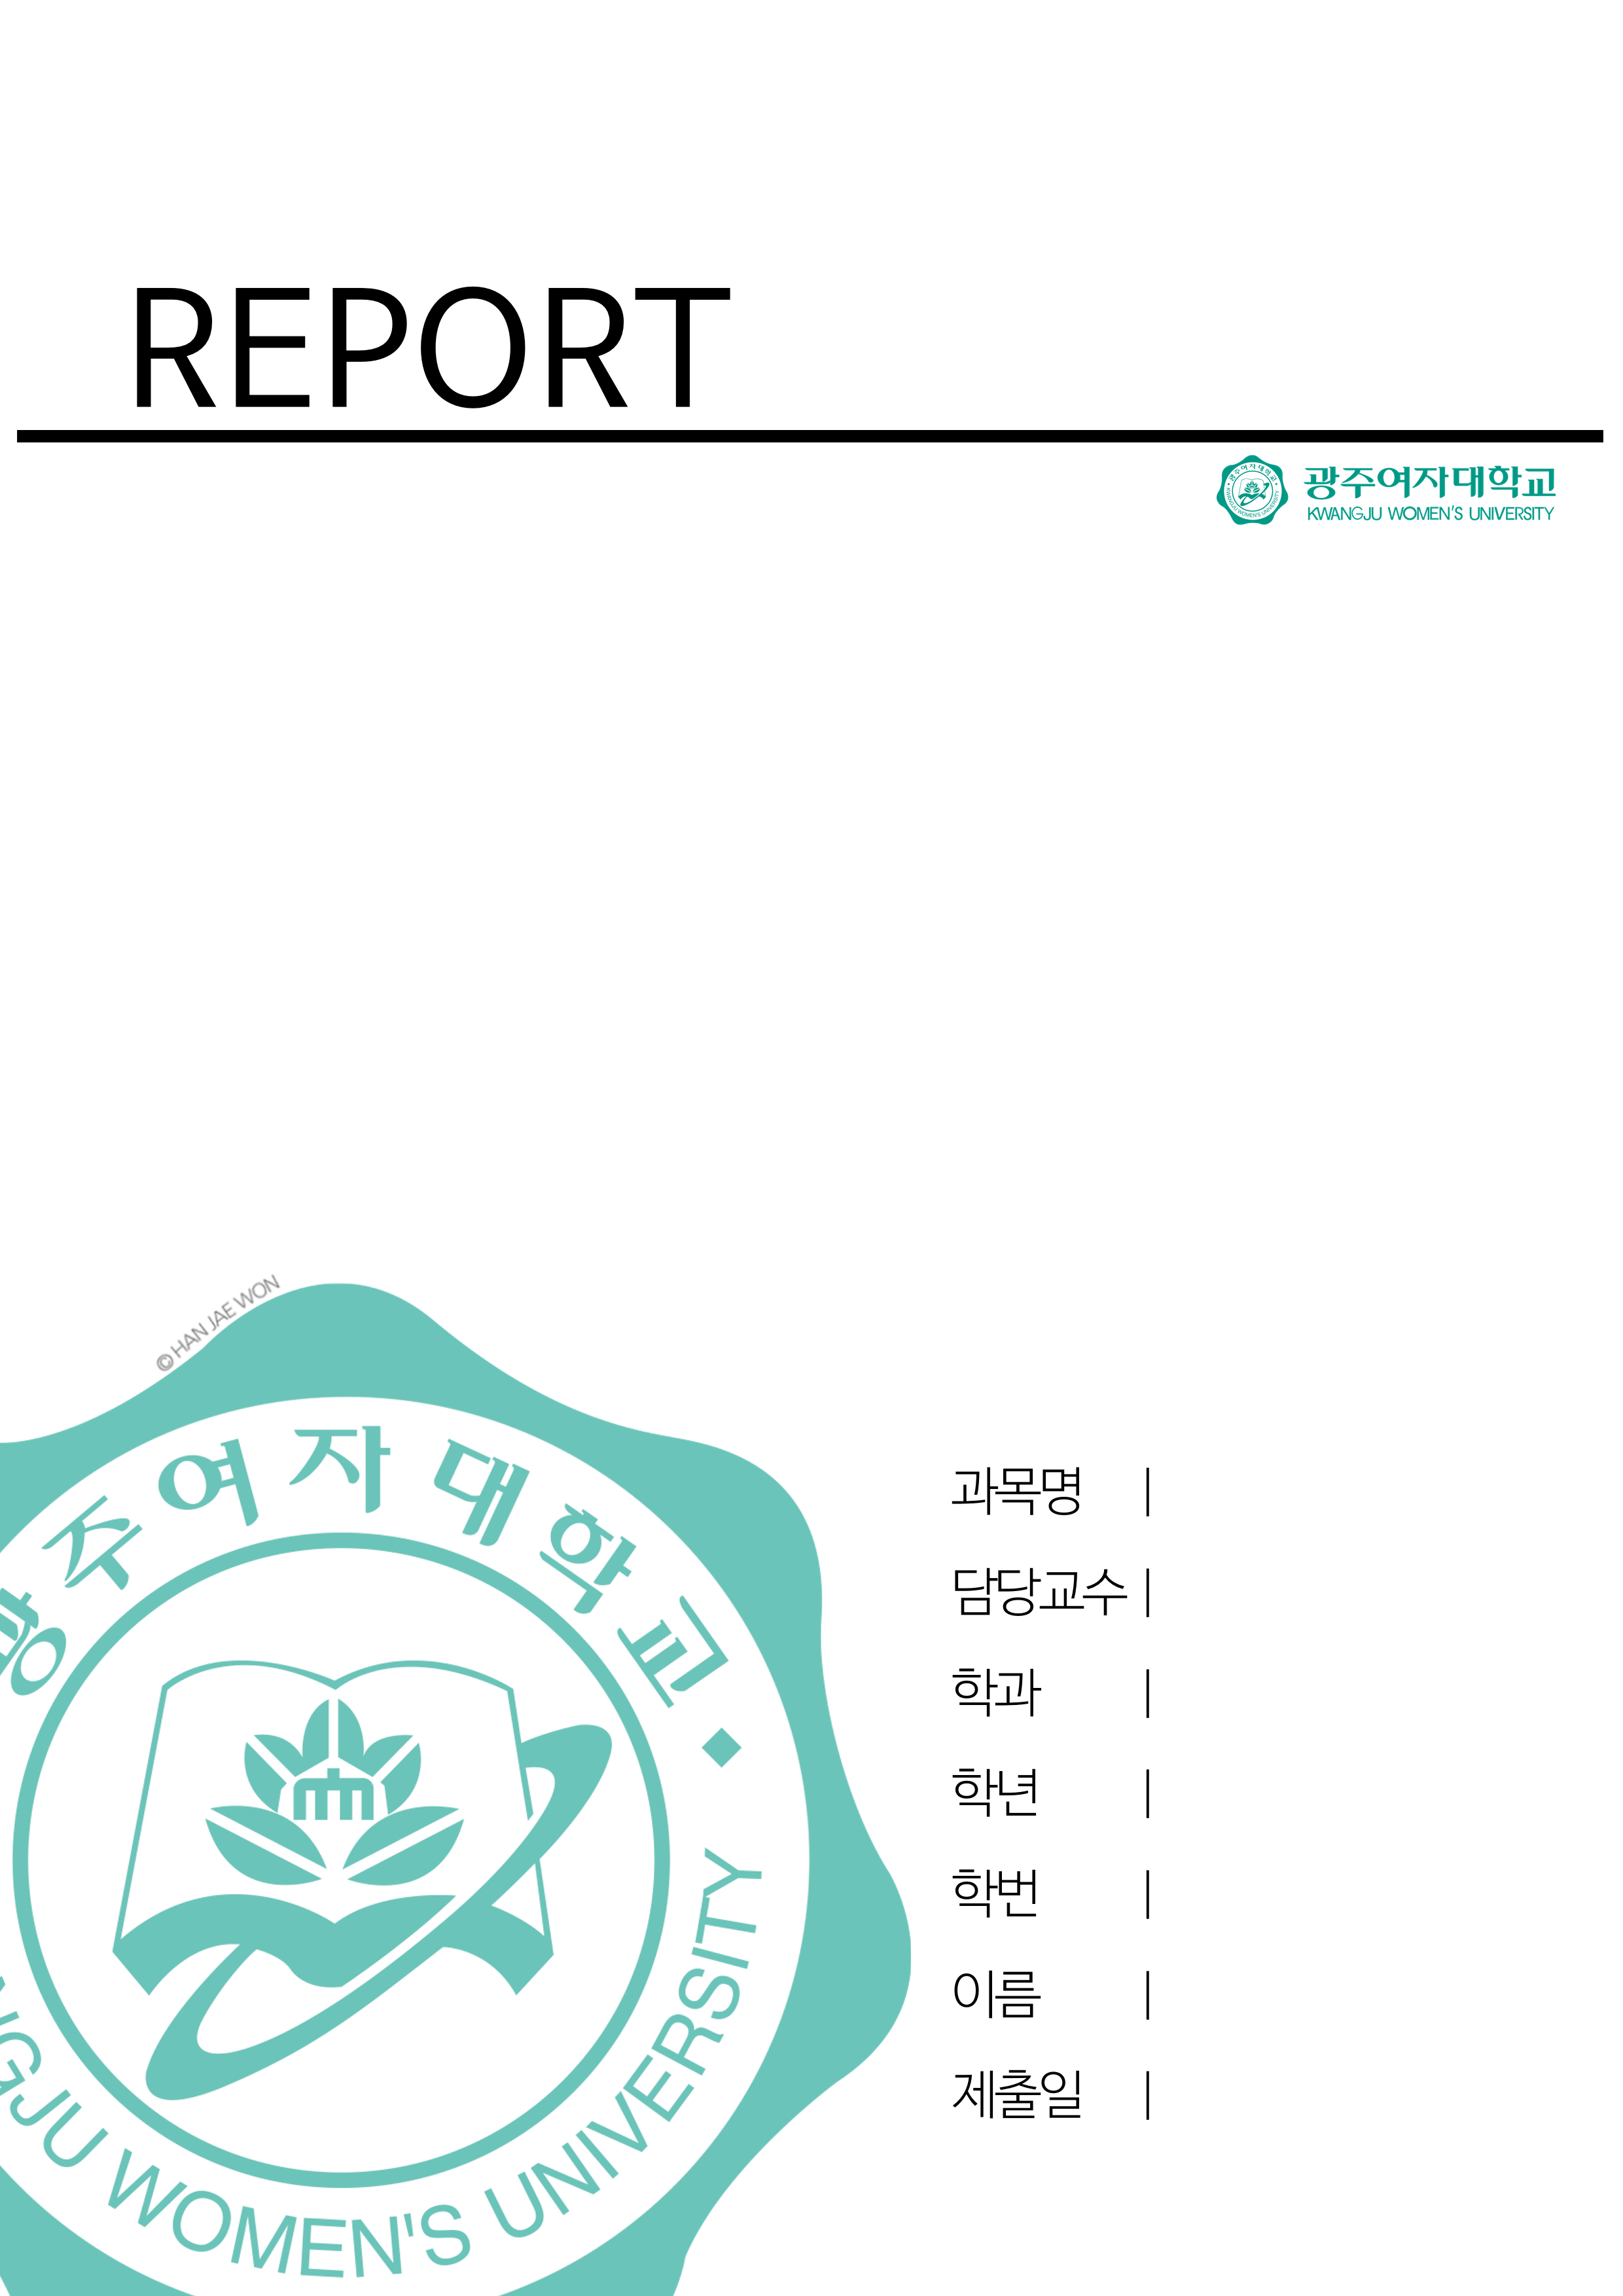 REPORT
광주여자대학교
KWANGJU WOMEN'S UNIVERSITY
© HAN JAE WON
주여자대학교
GJU WOMEN'S UNIVERSITY
과목명 |
담당교수 |
학과 |
학년 |
학번 |
이름 |
제출일 |